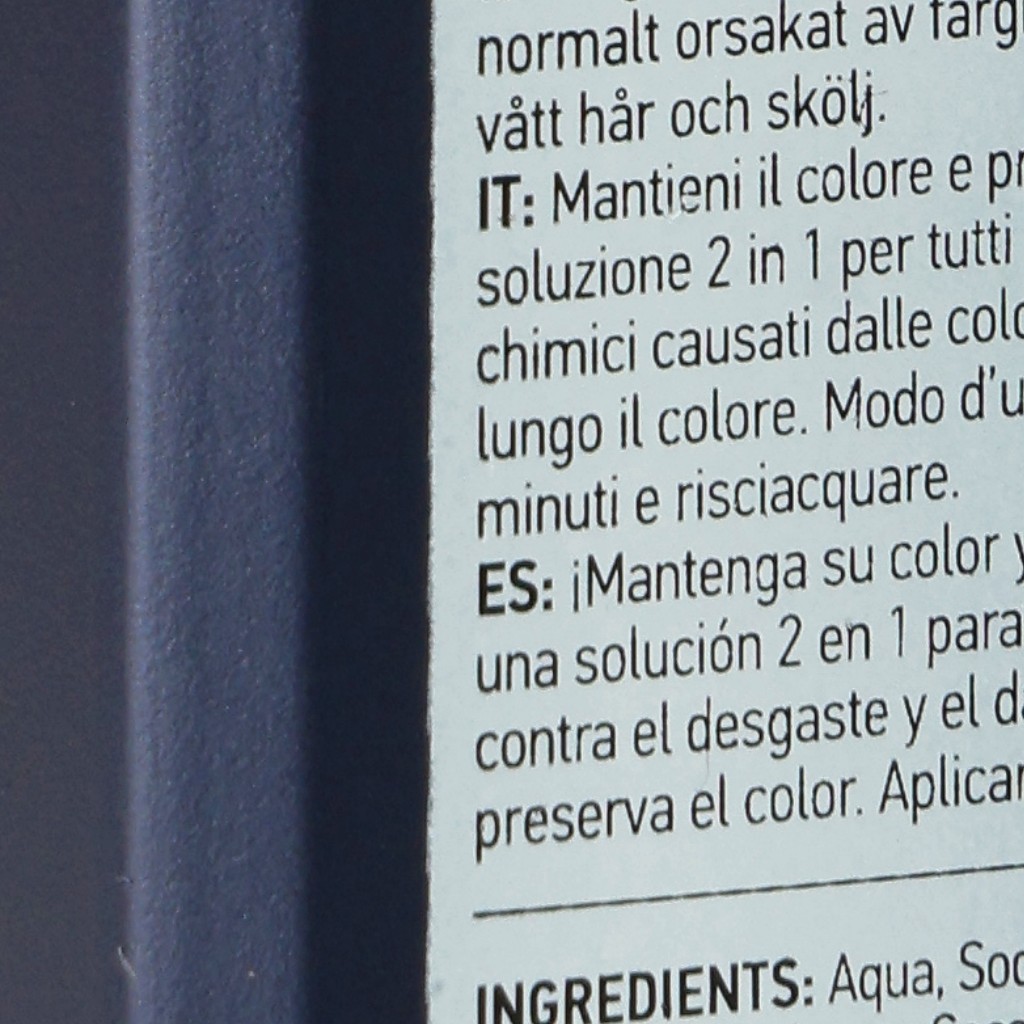 normalt orsakat av
vått hår och skölj.
IT: Mantieni il colore e
soluzione 2 in 1 per tutti
chimici causati dalle
lungo il colore. Modo
minuti e risciacquare.
ES: ¡Mantenga su color y
una solución 2 en 1 para
contra el desgaste y el
preserva el color. Aplicar
INGREDIENTS: Aqua,